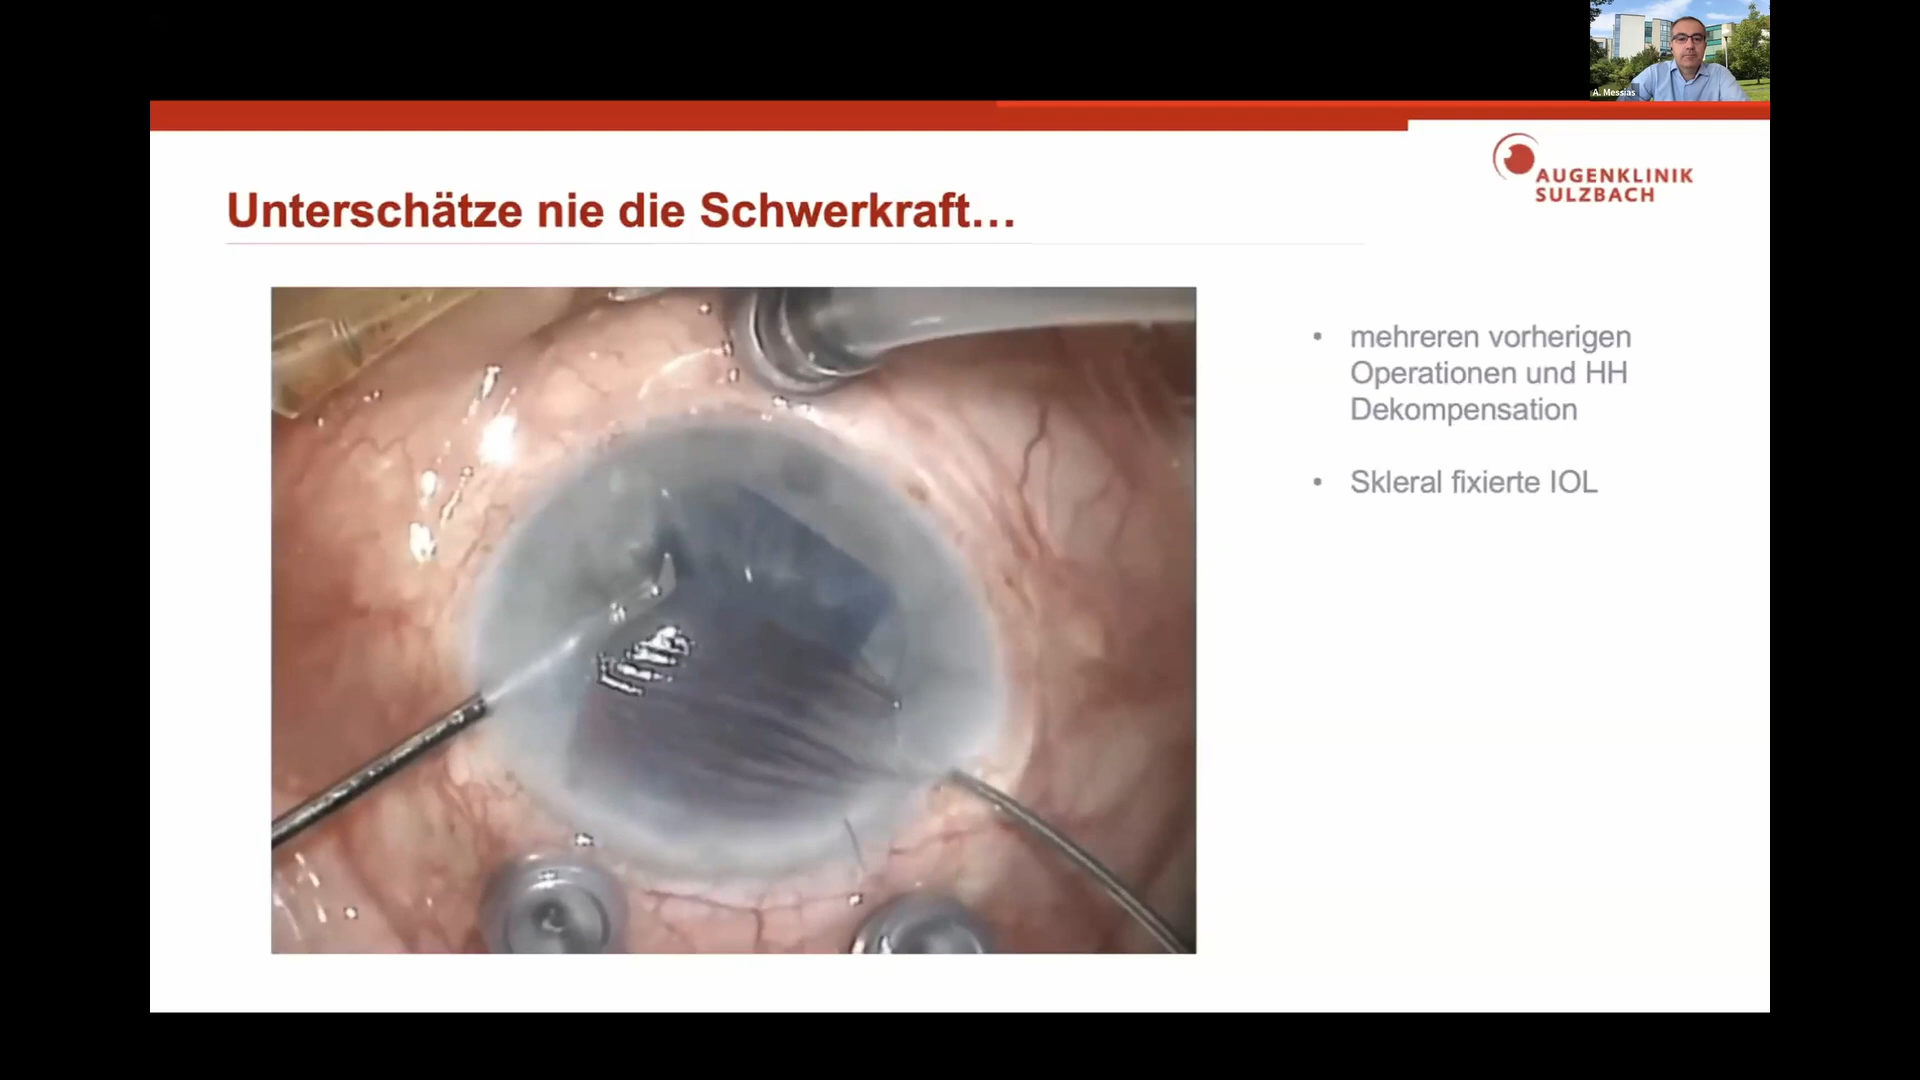 A. Messias
AUGENKLINIK
SULZBACH
Unterschätze nie die Schwerkraft...
• mehreren vorherigen
Operationen und HH
Dekompensation
• Skleral fixierte IOL